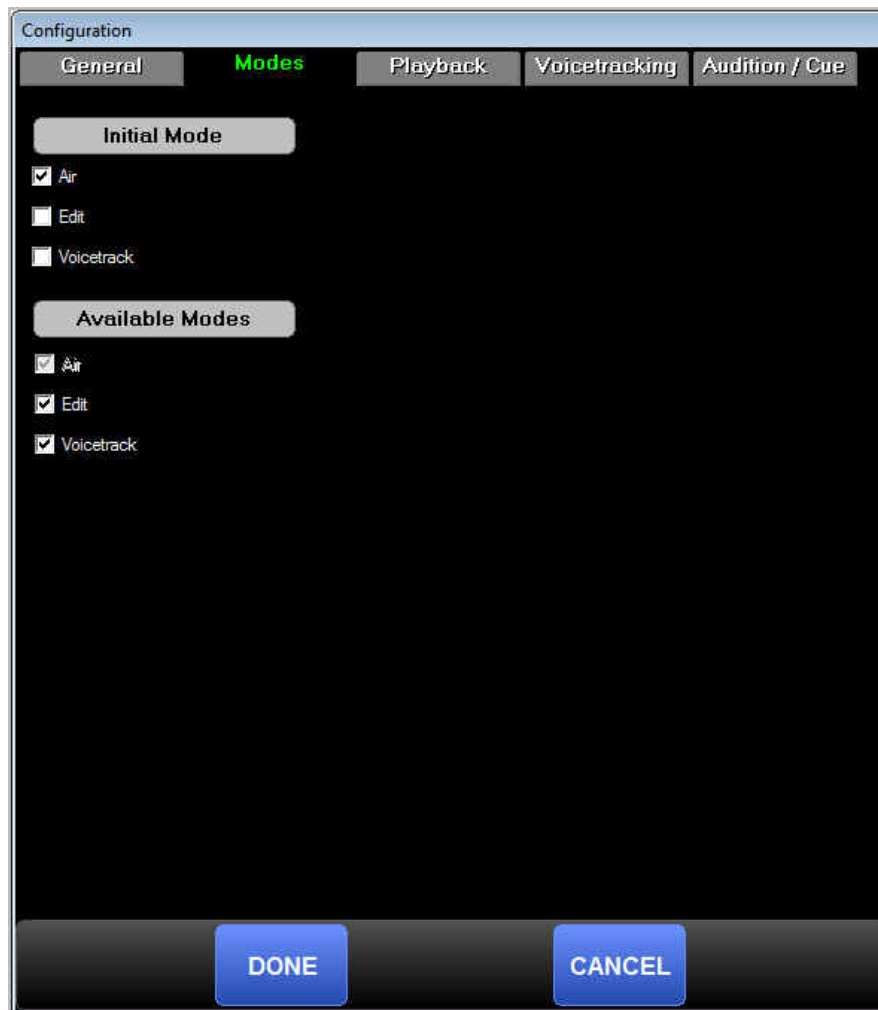 Configuration
General Modes Playback Voicetracking Audition / Cue
Initial Mode
Air
Edit
Voicetrack
Available Modes
Air
Edit
Voicetrack
DONE CANCEL